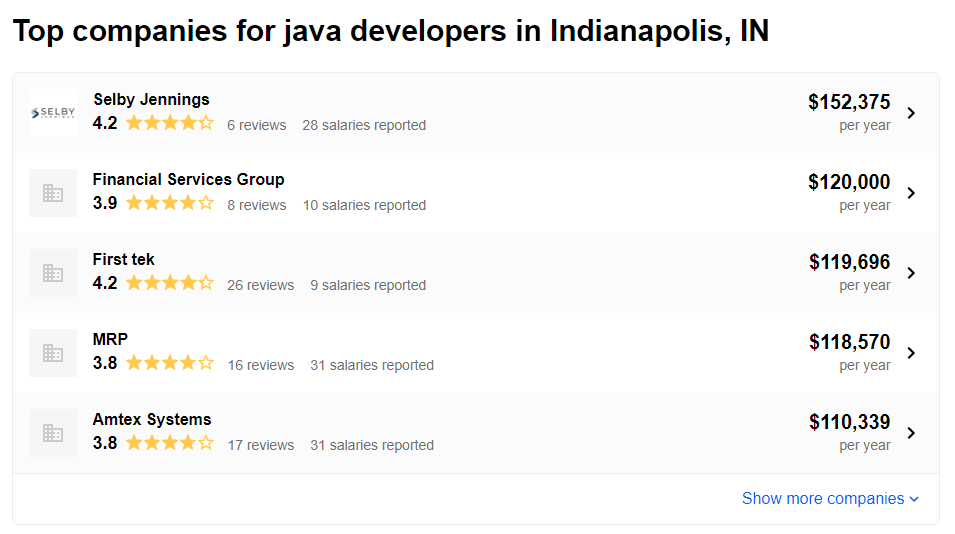 Top companies for java developers in Indianapolis, IN
SELBY
JENNINGS
Selby Jennings
4.2 6 reviews 28 salaries reported
$152,375
per year
Financial Services Group
3.9 8 reviews 10 salaries reported
$120,000
per year
First tek
4.2 26 reviews 9 salaries reported
$119,696
per year
MRP
3.8 16 reviews 31 salaries reported
$118,570
per year
Amtex Systems
3.8 17 reviews 31 salaries reported
$110,339
per year
Show more companies